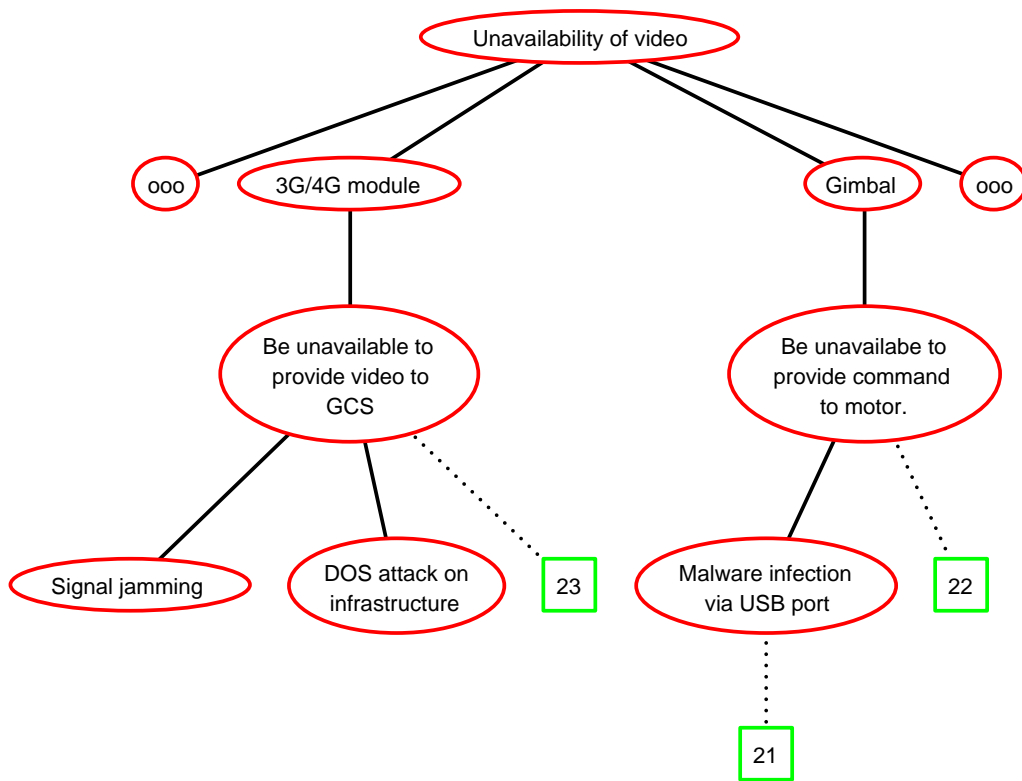 Unavailability of video
ooo
3G/4G module
Gimbal
ooo
Be unavailable to
provide video to
GCS
Be unavailabe to
provide command
to motor.
Signal jamming
DOS attack on
infrastructure
23
Malware infection
via USB port
22
21